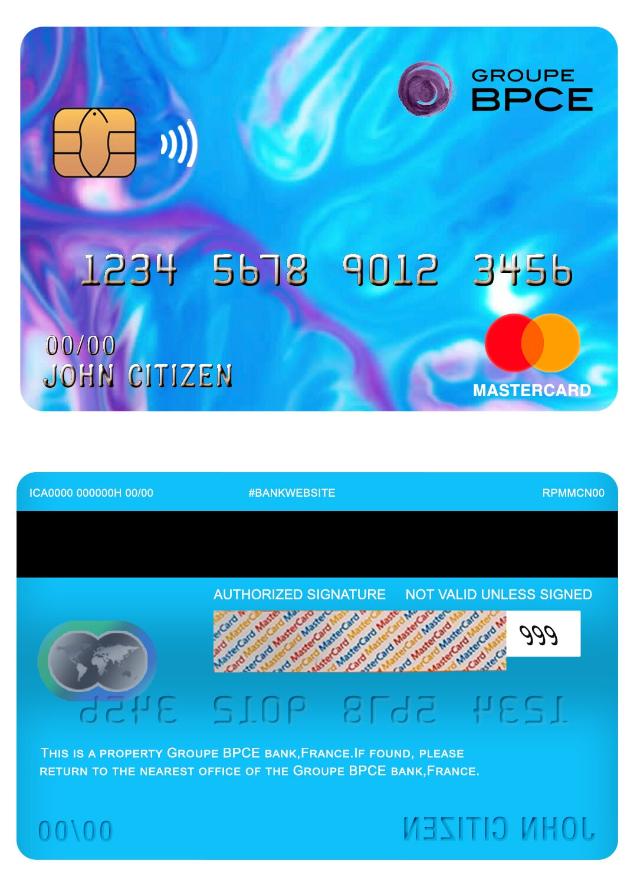 GROUPE
BPCE
1234 5678 9012 3456
00/00
JOHN CITIZEN
MASTERCARD
ICA0000 000000H 00/00 #BANKWEBSITE RPMMCN00
AUTHORIZED SIGNATURE NOT VALID UNLESS SIGNED
MasterCard MasterCard MasterCard
999
1234 5678 9012 3456
THIS IS A PROPERTY GROUPE BPCE BANK,FRANCE.IF FOUND, PLEASE
RETURN TO THE NEAREST OFFICE OF THE GROUPE BPCE BANK,FRANCE.
00/00 JOHN CITIZEN